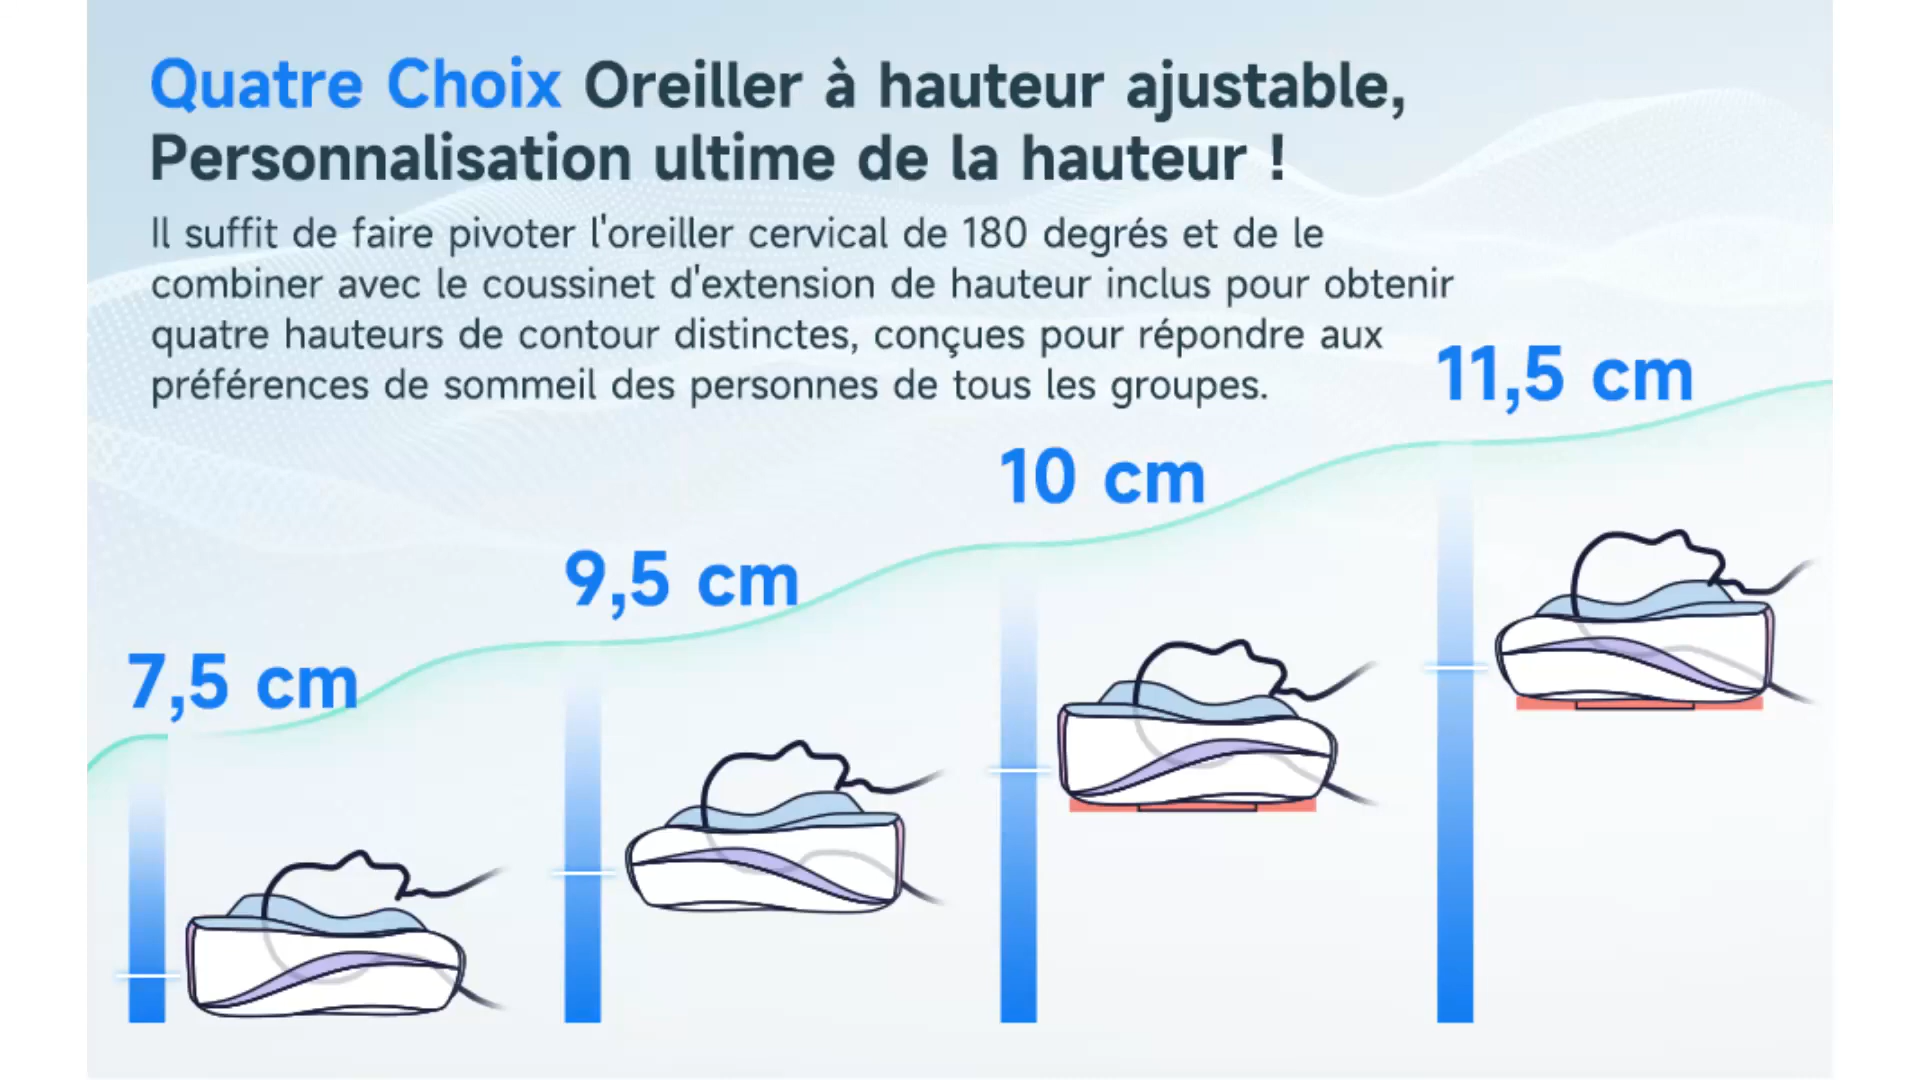 Quatre Choix Oreiller à hauteur ajustable,
Personnalisation ultime de la hauteur !
Il suffit de faire pivoter l'oreiller cervical de 180 degrés et de le
combiner avec le coussinet d'extension de hauteur inclus pour obtenir
quatre hauteurs de contour distinctes, conçues pour répondre aux
préférences de sommeil des personnes de tous les groupes.
7,5 cm
9,5 cm
10 cm
11,5 cm